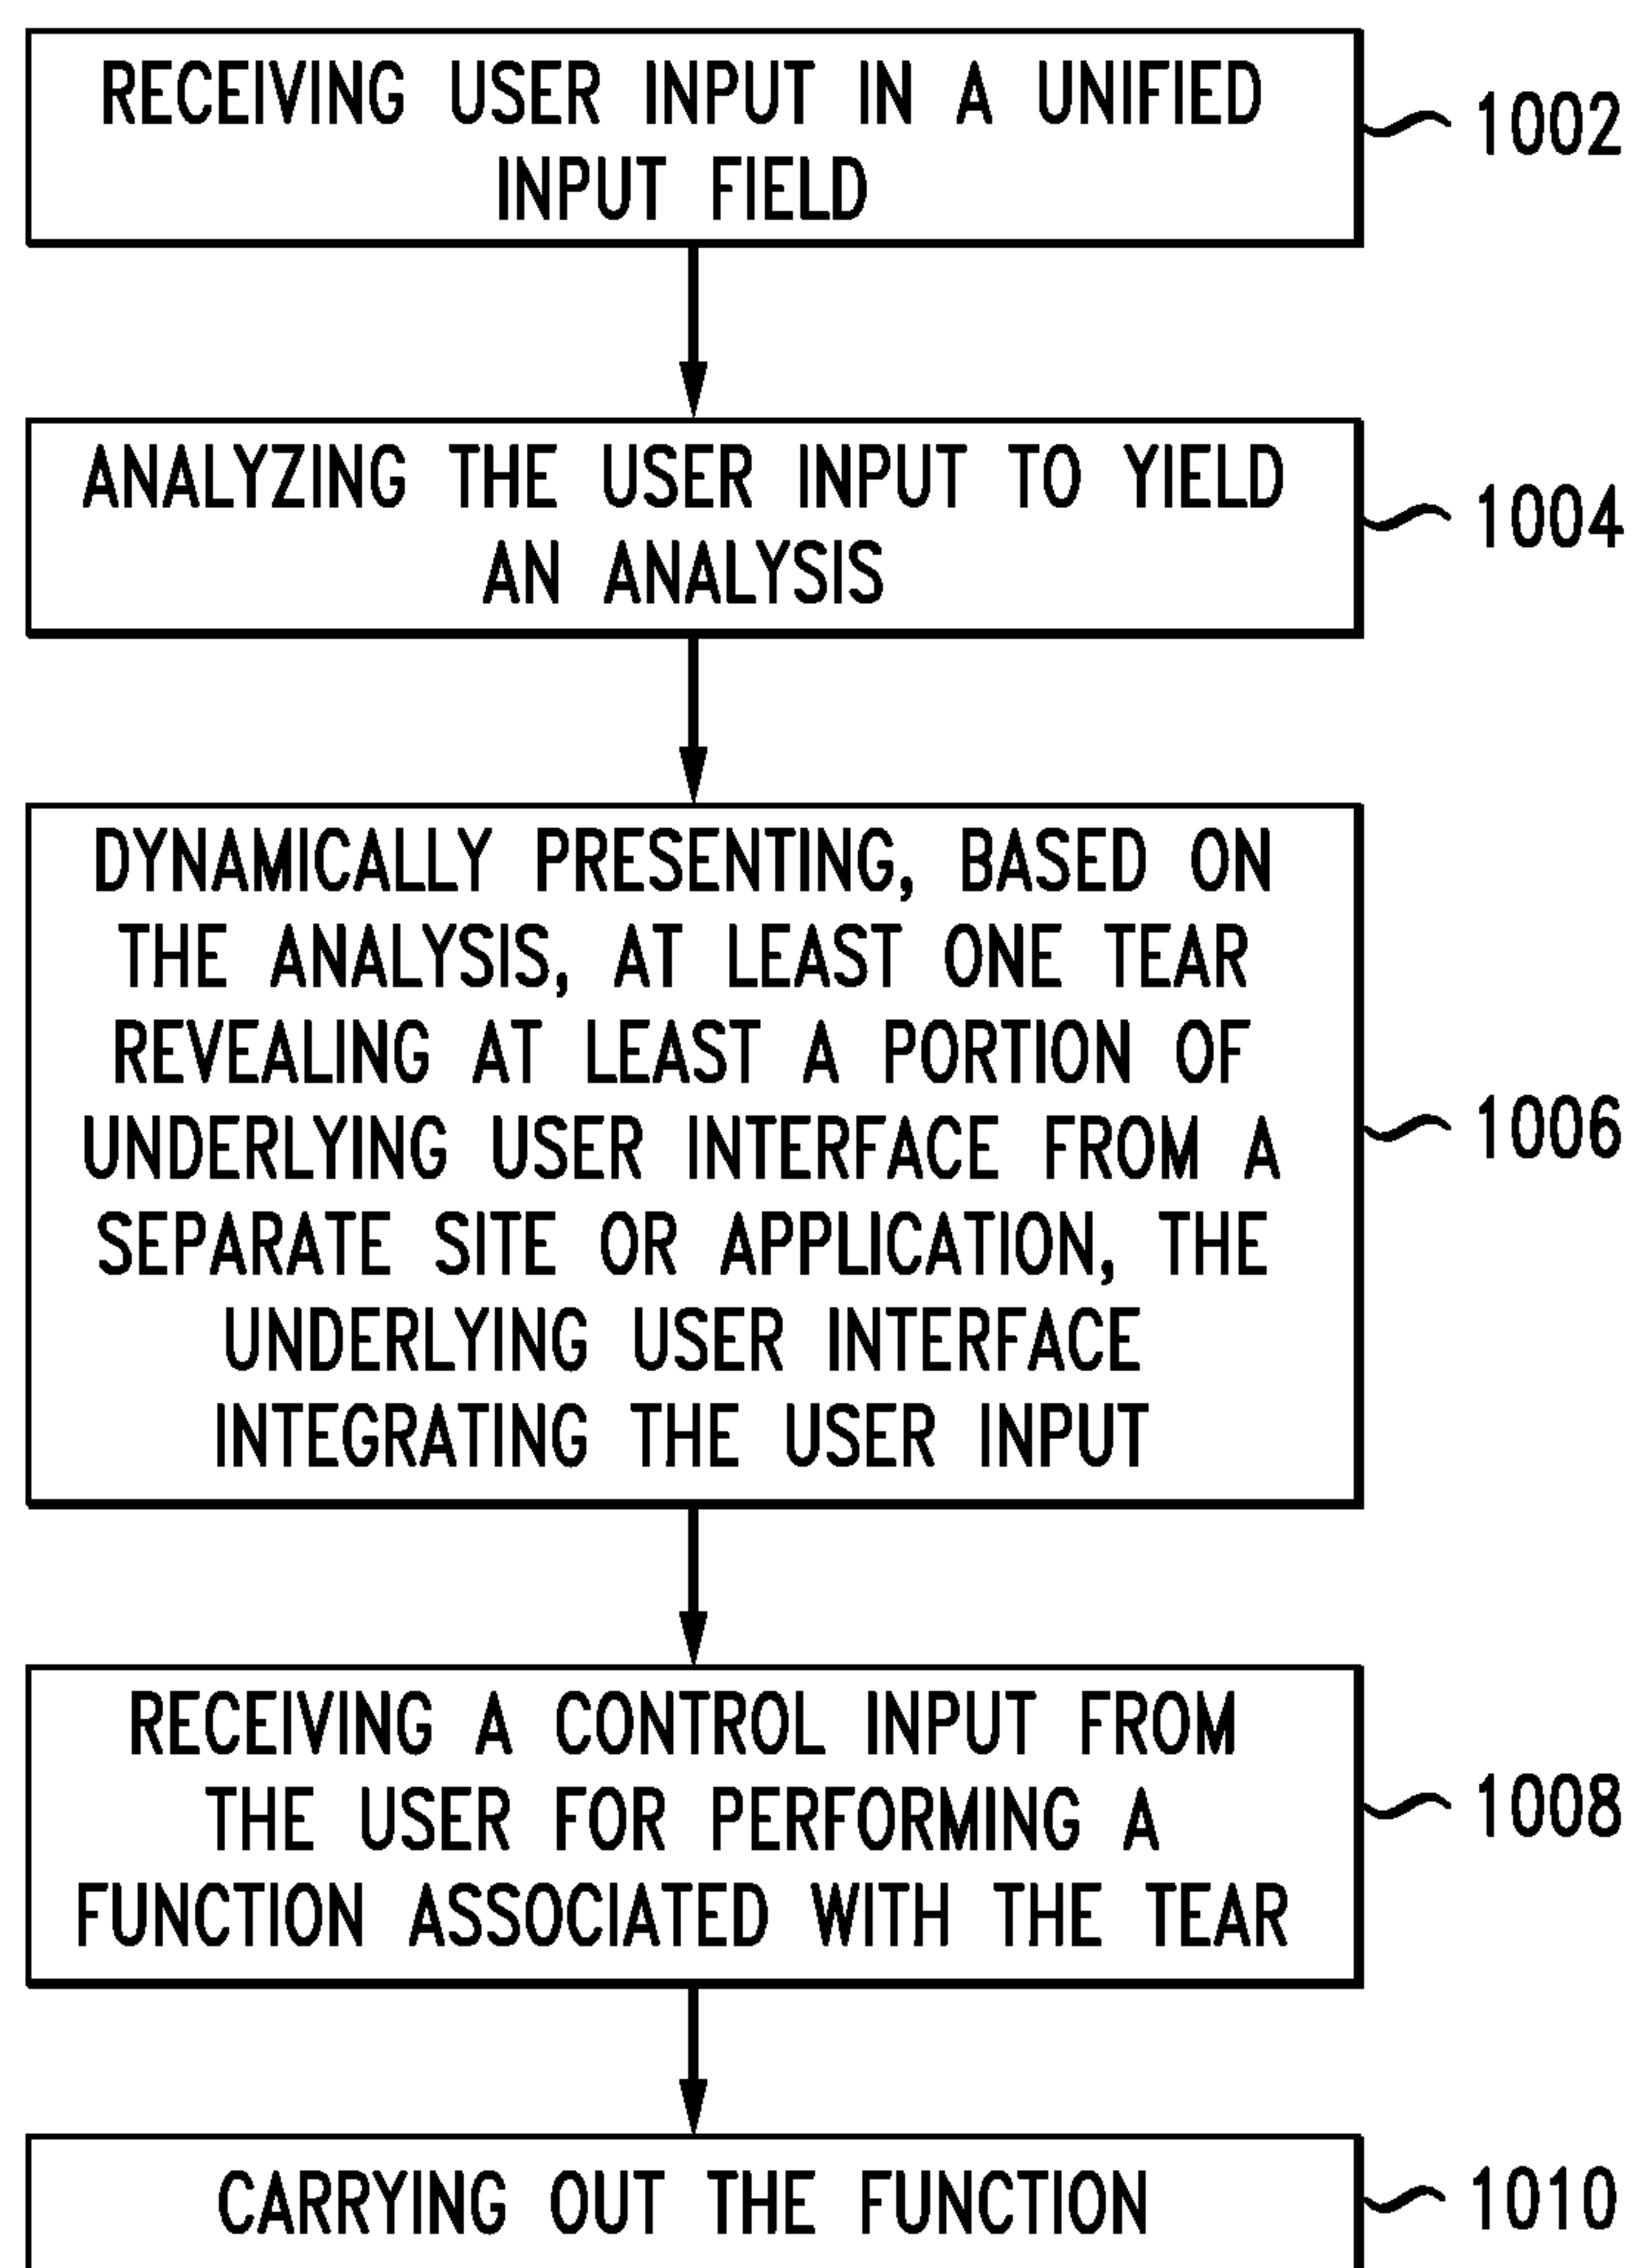 RECEIVING USER INPUT IN A UNIFIED
INPUT FIELD
1002
ANALYZING THE USER INPUT TO YIELD
AN ANALYSIS
1004
DYNAMICALLY PRESENTING, BASED ON
THE ANALYSIS, AT LEAST ONE TEAR
REVEALING AT LEAST A PORTION OF
UNDERLYING USER INTERFACE FROM A
SEPARATE SITE OR APPLICATION, THE
UNDERLYING USER INTERFACE
INTEGRATING THE USER INPUT
1006
RECEIVING A CONTROL INPUT FROM
THE USER FOR PERFORMING A
FUNCTION ASSOCIATED WITH THE TEAR
1008
CARRYING OUT THE FUNCTION
1010